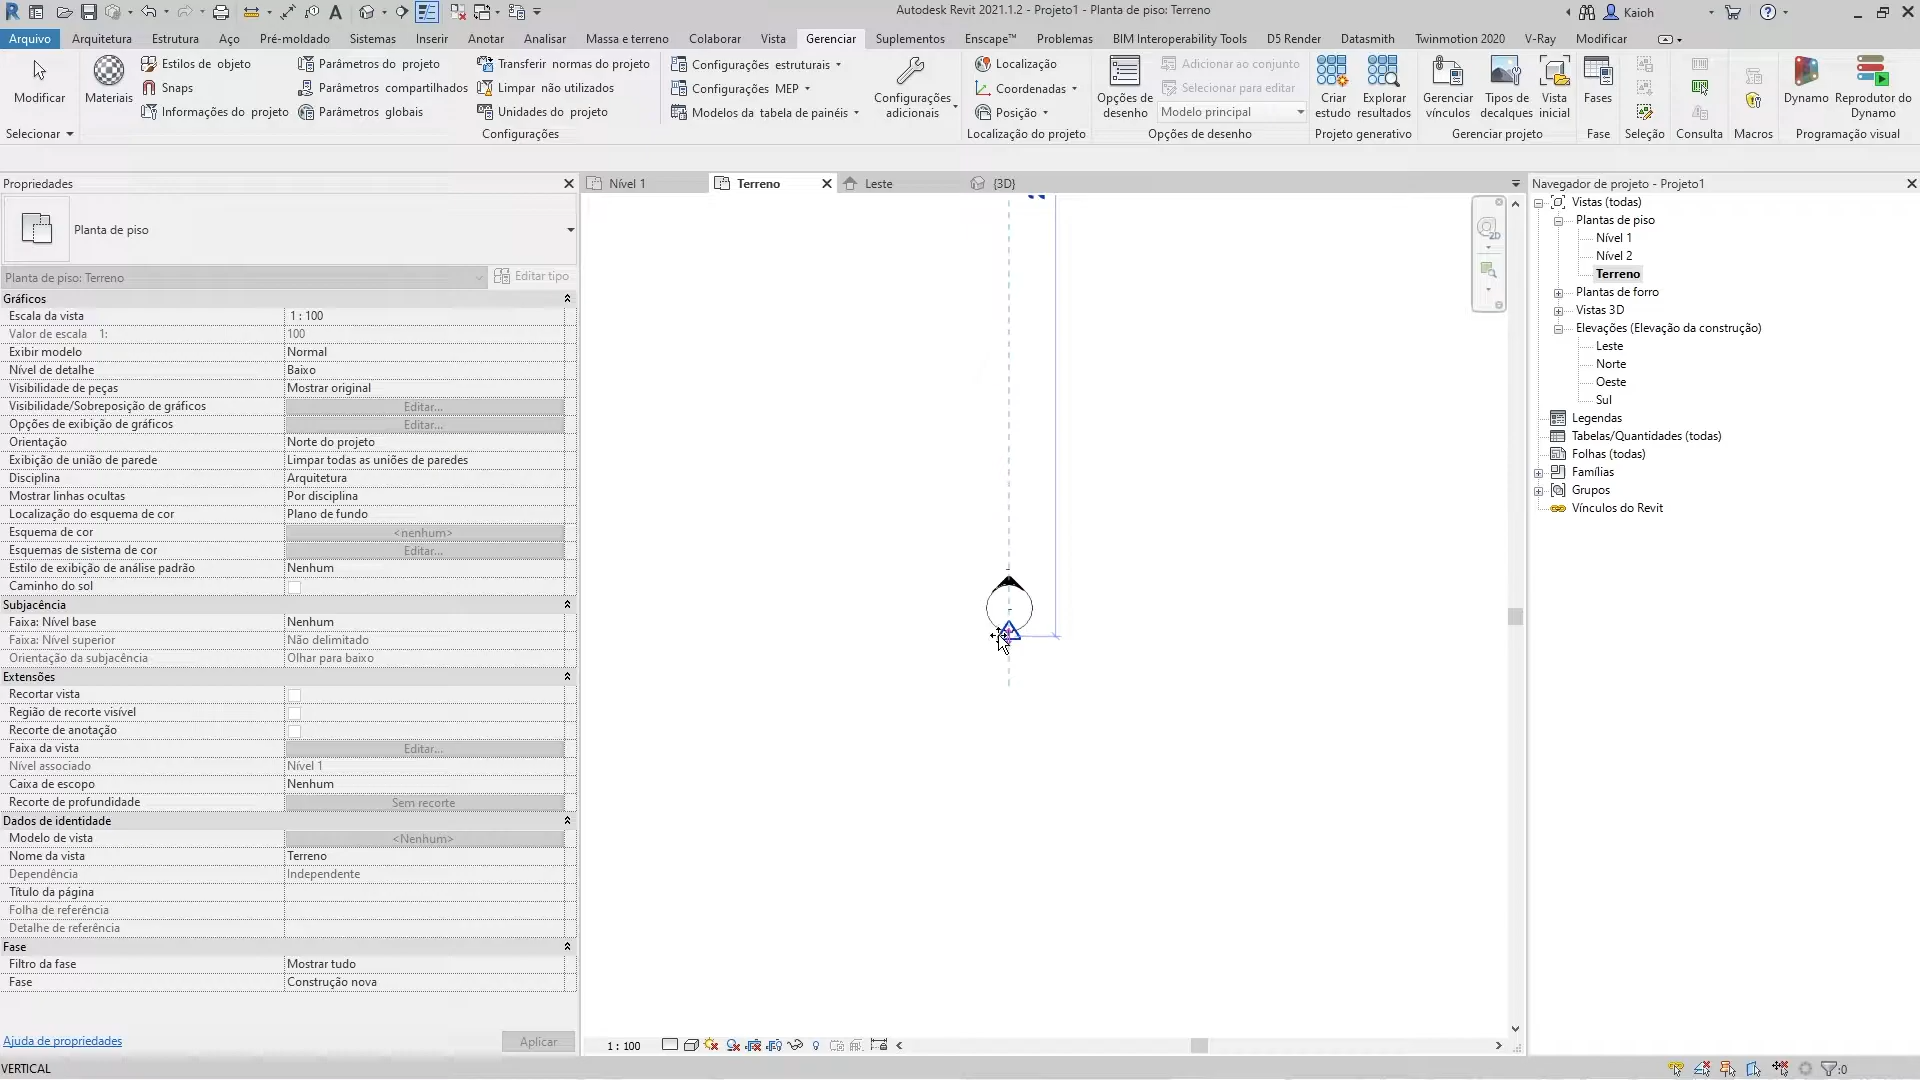 Autodesk Revit 2021.1.2 - Projeto1 - Planta de piso: Terreno
Kaioh
Arquivo Arquitetura Estrutura Aço Pré-moldado Sistemas Inserir Anotar Analisar Massa e terreno Colaborar Vista Gerenciar Suplementos Enscape™ Problemas BIM Interoperability Tools D5 Render Datasmith Twinmotion 2020 V-Ray Modificar
Modificar
Selecionar
Materiais
Estilos de objeto
Snaps
Informações do projeto
Parâmetros do projeto
Parâmetros compartilhados
Parâmetros globais
Transferir normas do projeto
Limpar não utilizados
Unidades do projeto
Configurações
Configurações estruturais
Configurações MEP
Modelos da tabela de painéis
Configurações adicionais
Localização
Coordenadas
Posição
Localização do projeto
Opções de desenho
Adicionar ao conjunto
Selecionar para editar
Modelo principal
Opções de desenho
Criar estudo
Explorar resultados
Projeto generativo
Gerenciar vínculos
Tipos de decalques
Vista inicial
Gerenciar projeto
Fases
Fase
Seleção
Consulta
Macros
Dynamo
Reprodutor do Dynamo
Programação visual
Propriedades
Planta de piso
Planta de piso: Terreno
Editar tipo
Gráficos
Escala da vista 1 : 100
Valor de escala 1: 100
Exibir modelo Normal
Nível de detalhe Baixo
Visibilidade de peças Mostrar original
Visibilidade/Sobreposição de gráficos Editar...
Opções de exibição de gráficos Editar...
Orientação Norte do projeto
Exibição de união de parede Limpar todas as uniões de paredes
Disciplina Arquitetura
Mostrar linhas ocultas Por disciplina
Localização do esquema de cor Plano de fundo
Esquema de cor <nenhum>
Esquemas de sistema de cor Editar...
Estilo de exibição de análise padrão Nenhum
Caminho do sol
Subjacência
Faixa: Nível base Nenhum
Faixa: Nível superior Não delimitado
Orientação da subjacência Olhar para baixo
Extensões
Recortar vista
Região de recorte visível
Recorte de anotação
Faixa da vista Editar...
Nível associado Nível 1
Caixa de escopo Nenhum
Recorte de profundidade Sem recorte
Dados de identidade
Modelo de vista <Nenhum>
Nome da vista Terreno
Dependência Independente
Título da página
Folha de referência
Detalhe de referência
Fase
Filtro da fase Mostrar tudo
Fase Construção nova
Ajuda de propriedades
Aplicar
VERTICAL
Nível 1
Terreno
Leste
{3D}
2D
1 : 100
Navegador de projeto - Projeto1
Vistas (todas)
Plantas de piso
Nível 1
Nível 2
Terreno
Plantas de forro
Vistas 3D
Elevações (Elevação da construção)
Leste
Norte
Oeste
Sul
Legendas
Tabelas/Quantidades (todas)
Folhas (todas)
Famílias
Grupos
Vínculos do Revit
:0